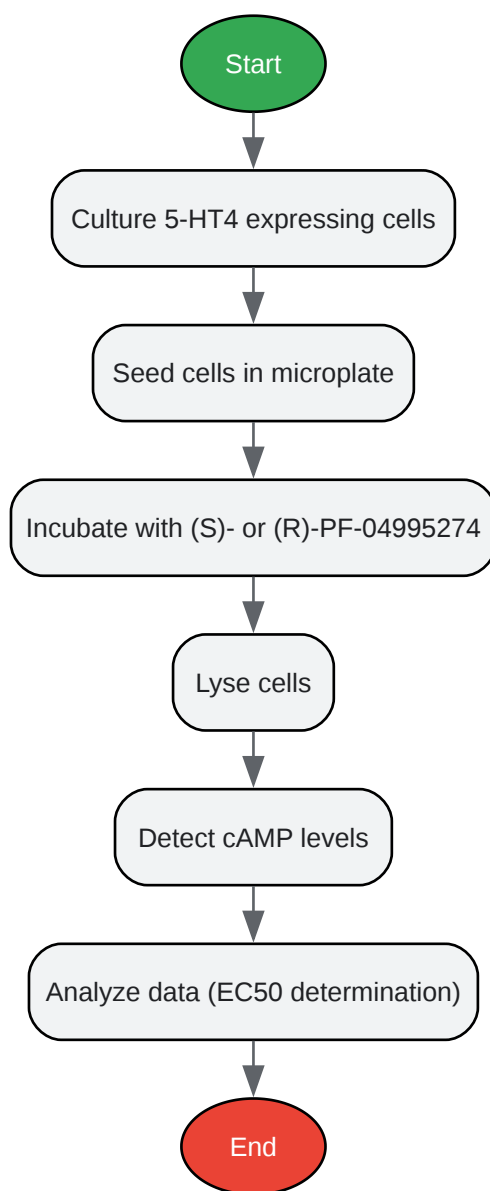 Start
Culture 5-HT4 expressing cells
Seed cells in microplate
Incubate with (S)- or (R)-PF-04995274
Lyse cells
Detect cAMP levels
Analyze data (EC50 determination)
End